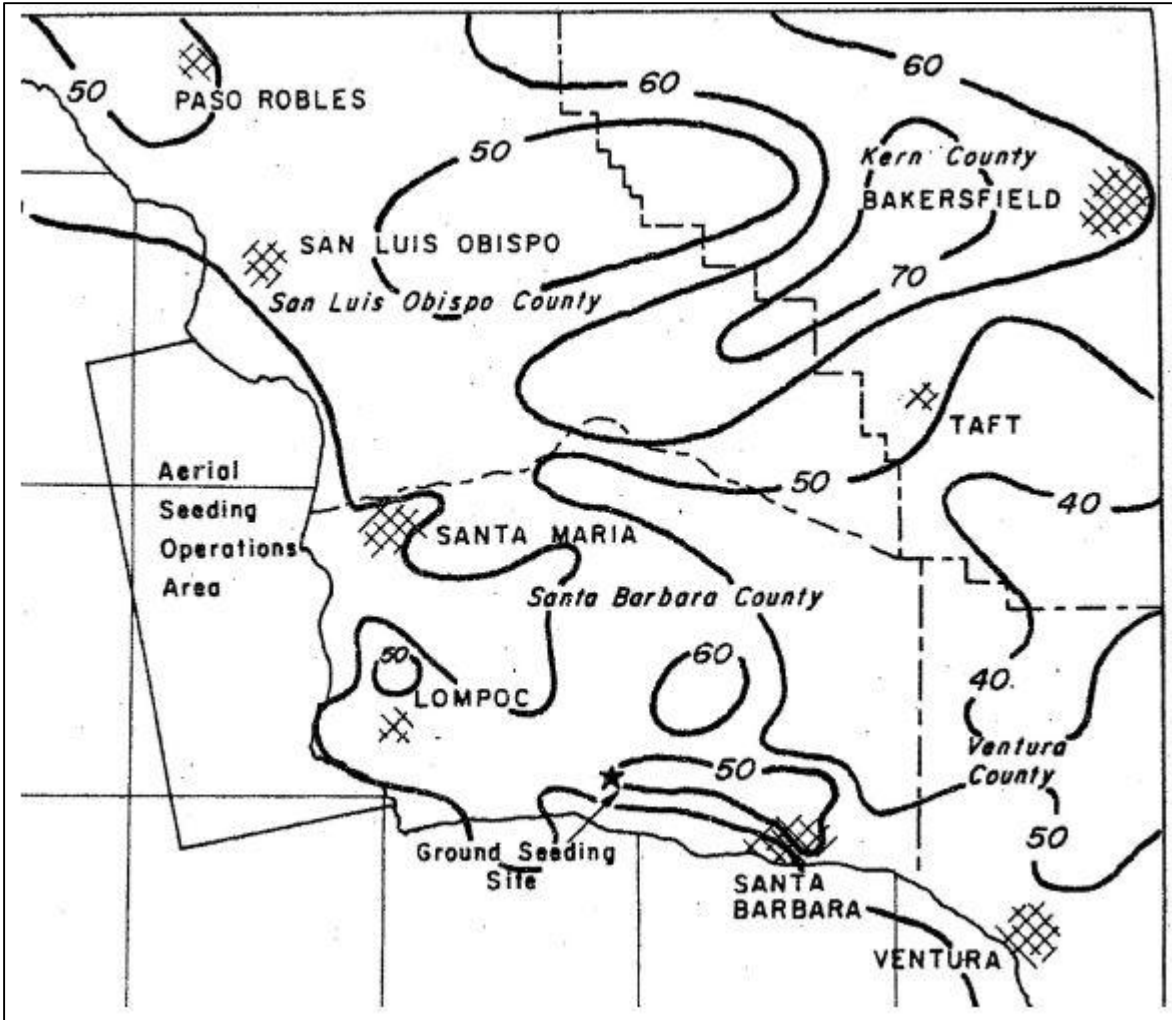 60
60
50
PASO ROBLES
50
Kern County
BAKERSFIELD
SAN LUIS OBISPO
San Luis Obispo County
70
TAFT
Aerial
Seeding
Operations
Area
50
40
SANTA MARIA
Santa Barbara County
50
60
LOMPOC
40
Ventura
County
50
50
Ground Seeding
Site
SANTA
BARBARA
VENTURA